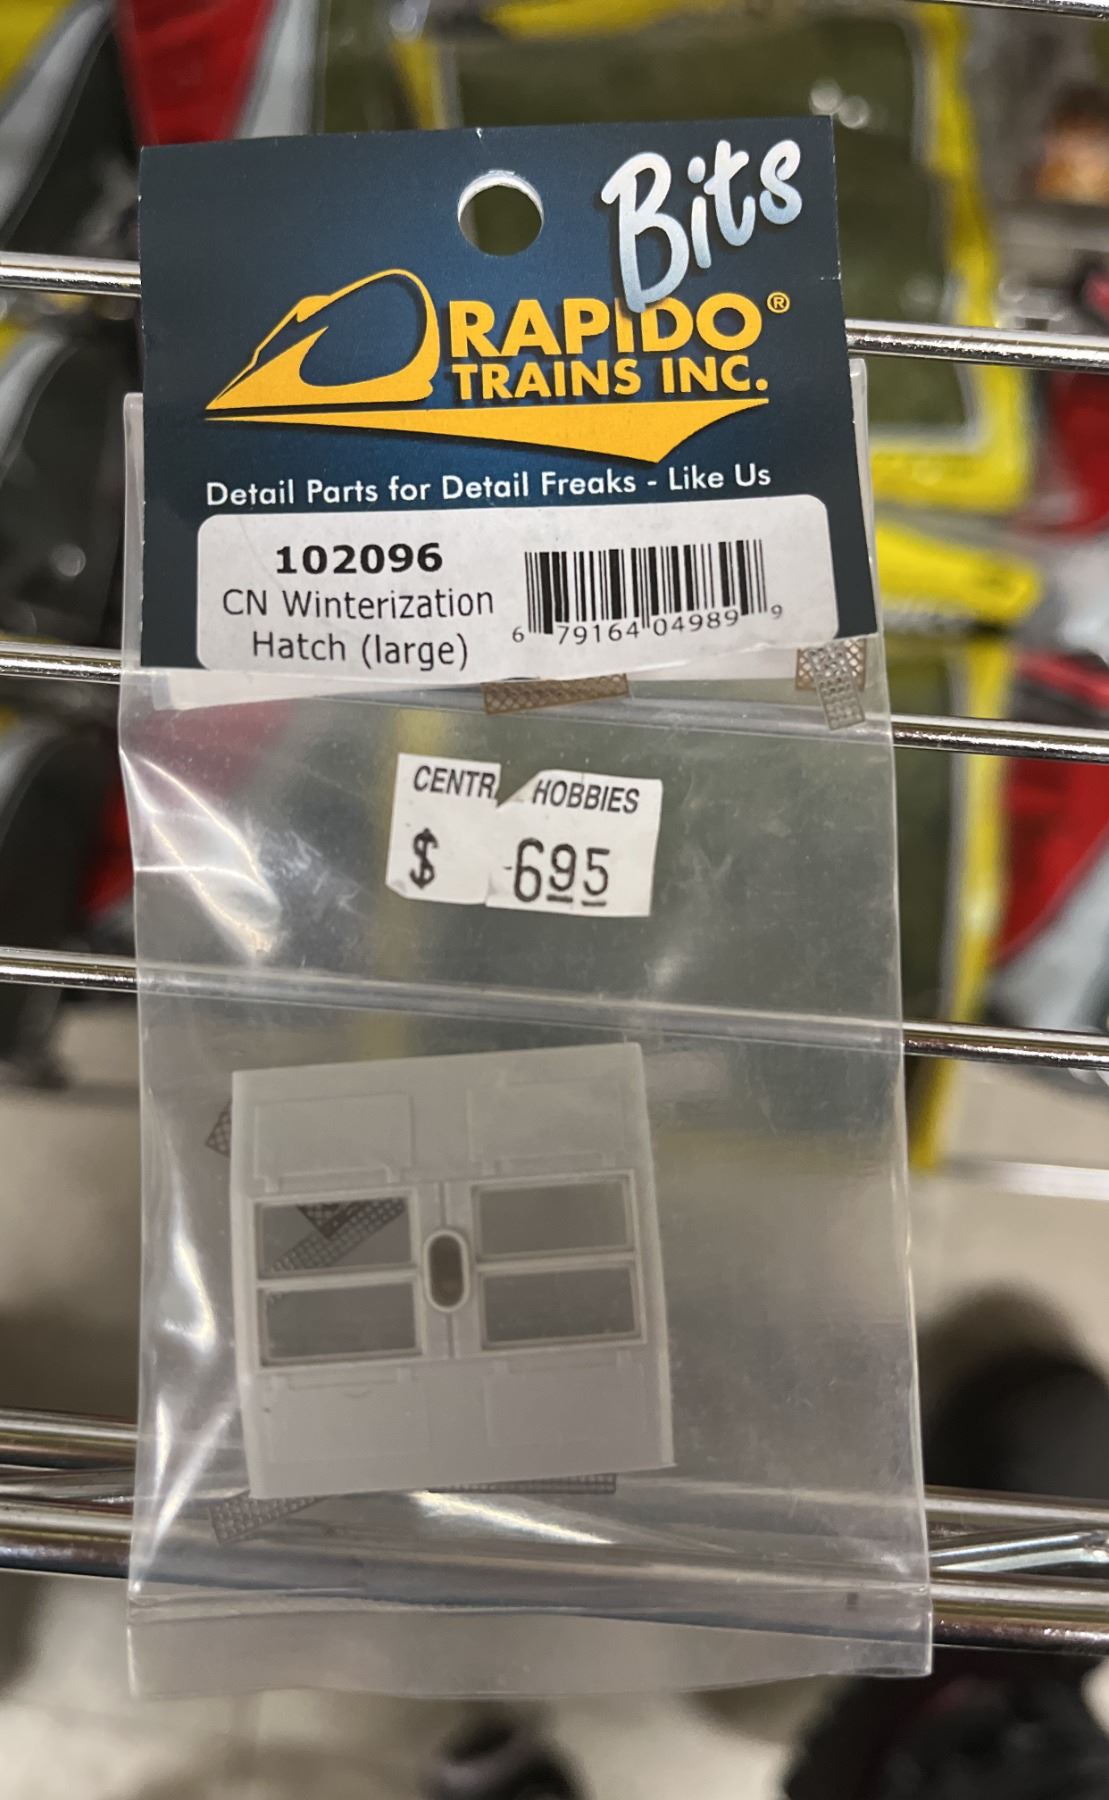 Bits
RAPIDO®
TRAINS INC.
Detail Parts for Detail Freaks - Like Us
102096
CN Winterization
Hatch (large)
6 79164 04989 9
CENTRA HOBBIES
$ 695